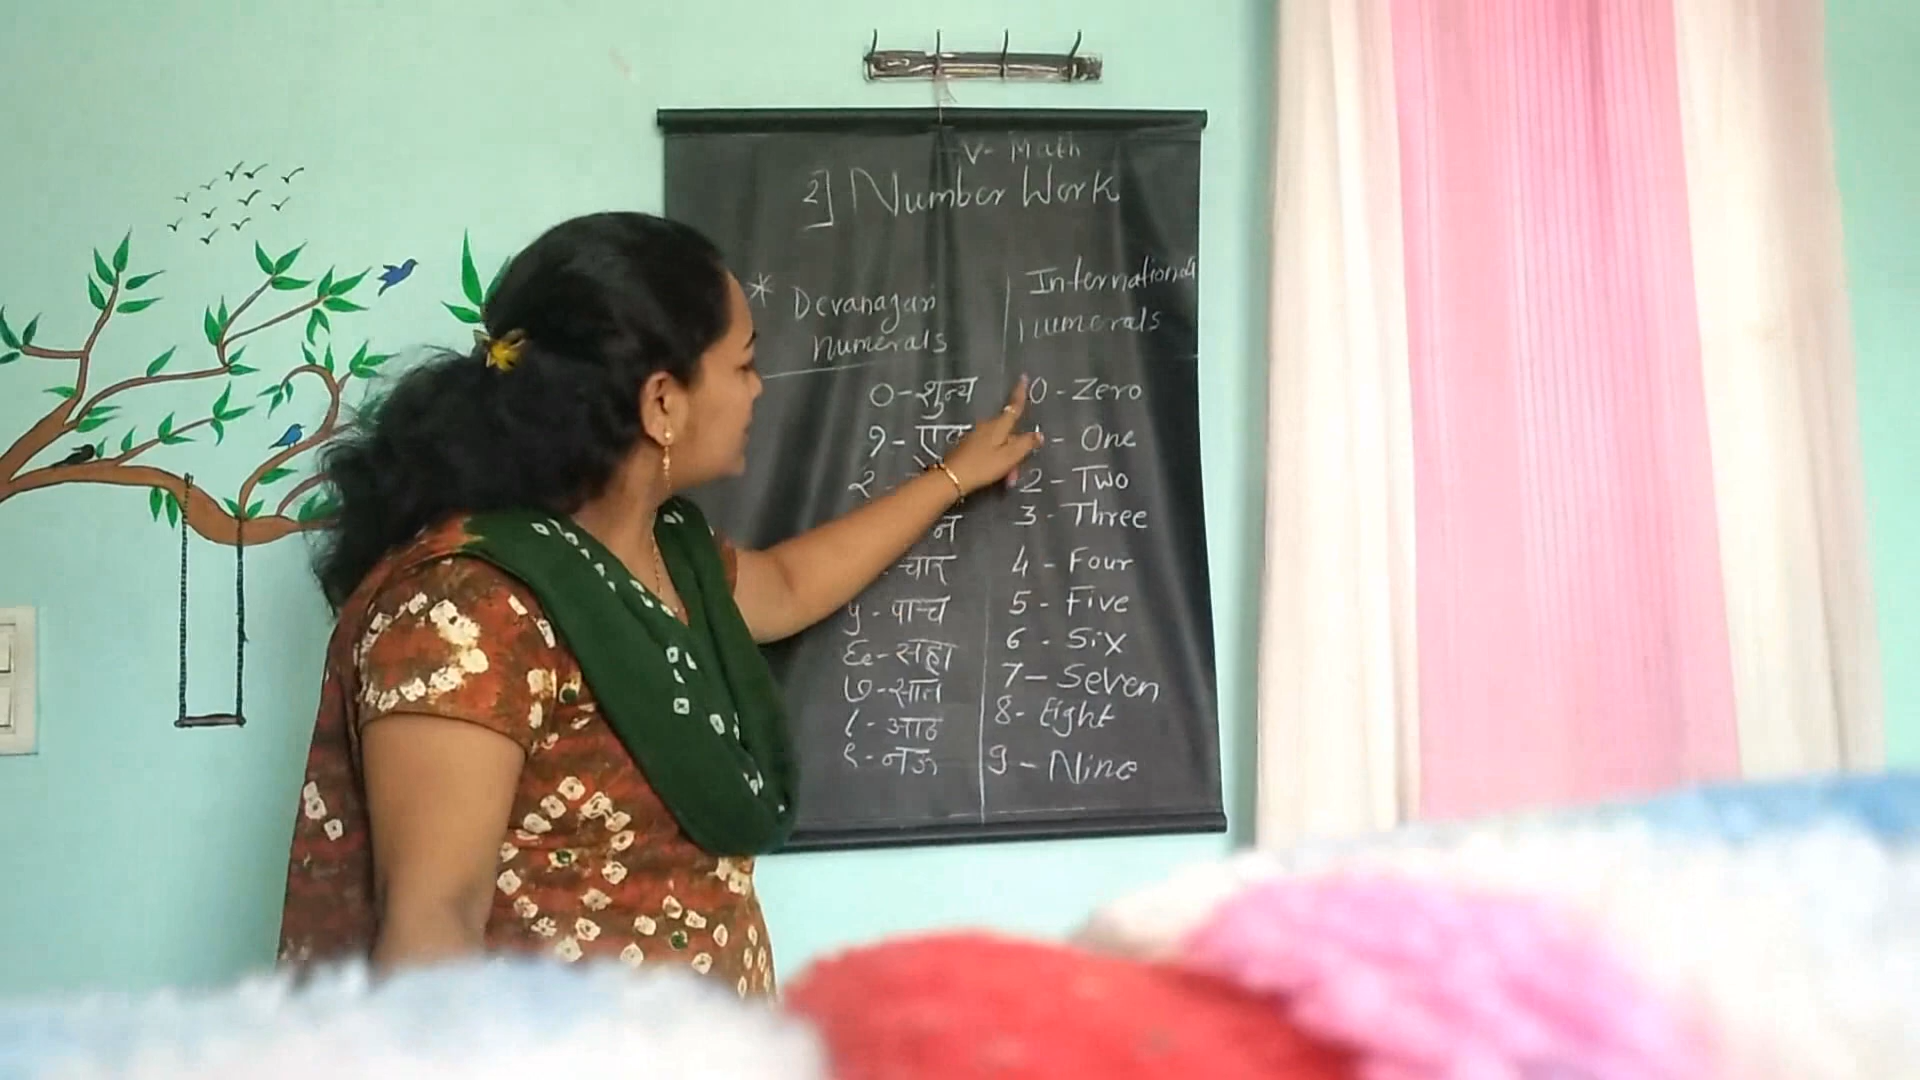 V- Math
2] Number Work
* Devanagari numerals
International numerals
० - शुन्य
0 - Zero
१ - एक
One
२ -
2 - Two
3 - Three
- चार
4 - Four
५ - पान्च
5 - Five
६ - सहा
6 - Six
७ - सात
7 - Seven
८ - आठ
8 - Eight
९ - नऊ
9 - Nine